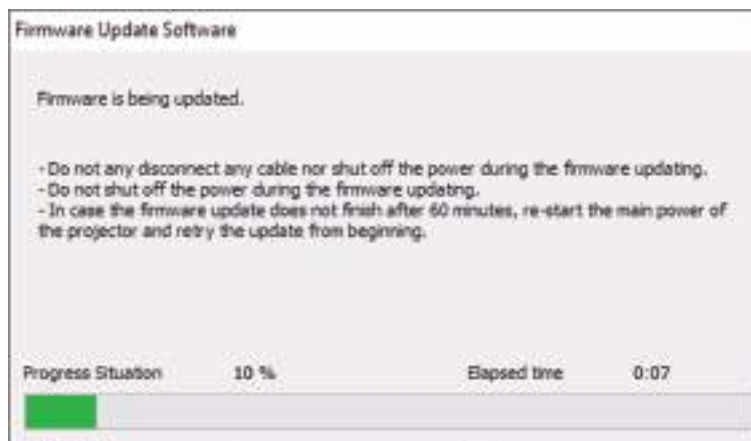 Firmware Update Software
Firmware is being updated.
- Do not any disconnect any cable nor shut off the power during the firmware updating.
- Do not shut off the power during the firmware updating.
- In case the firmware update does not finish after 60 minutes, re-start the main power of
the projector and retry the update from beginning.
Progress Situation 10 % Elapsed time 0:07